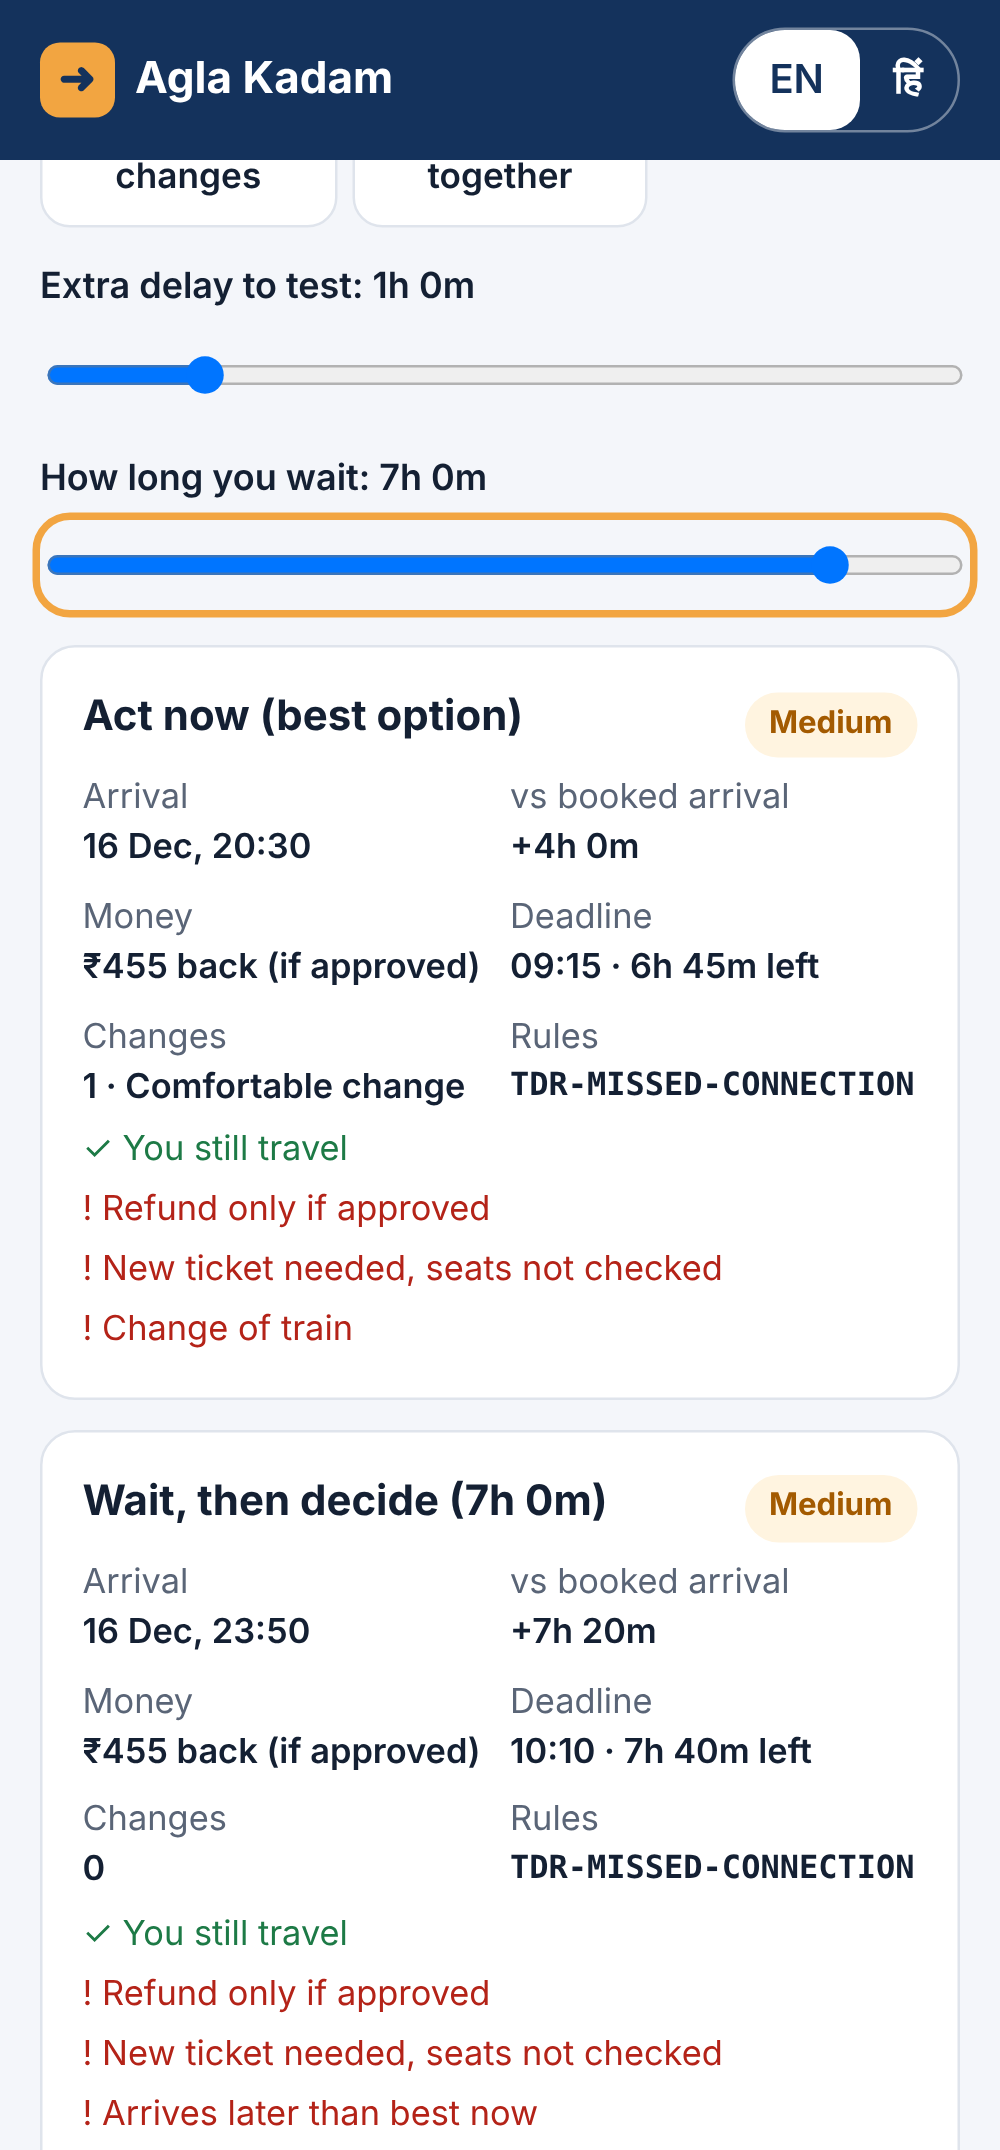 Agla Kadam
EN हिं
changes together
Extra delay to test: 1h 0m
How long you wait: 7h 0m
Act now (best option) Medium
Arrival vs booked arrival
16 Dec, 20:30 +4h 0m
Money Deadline
₹455 back (if approved) 09:15 · 6h 45m left
Changes Rules
1 · Comfortable change TDR-MISSED-CONNECTION
✓ You still travel
! Refund only if approved
! New ticket needed, seats not checked
! Change of train
Wait, then decide (7h 0m) Medium
Arrival vs booked arrival
16 Dec, 23:50 +7h 20m
Money Deadline
₹455 back (if approved) 10:10 · 7h 40m left
Changes Rules
0 TDR-MISSED-CONNECTION
✓ You still travel
! Refund only if approved
! New ticket needed, seats not checked
! Arrives later than best now